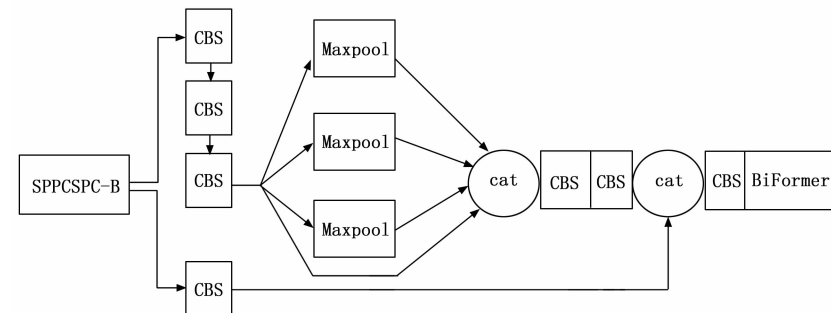 SPPCSPC-B
CBS
CBS
CBS
CBS
Maxpool
Maxpool
Maxpool
cat
CBS CBS
cat
CBS BiFormer